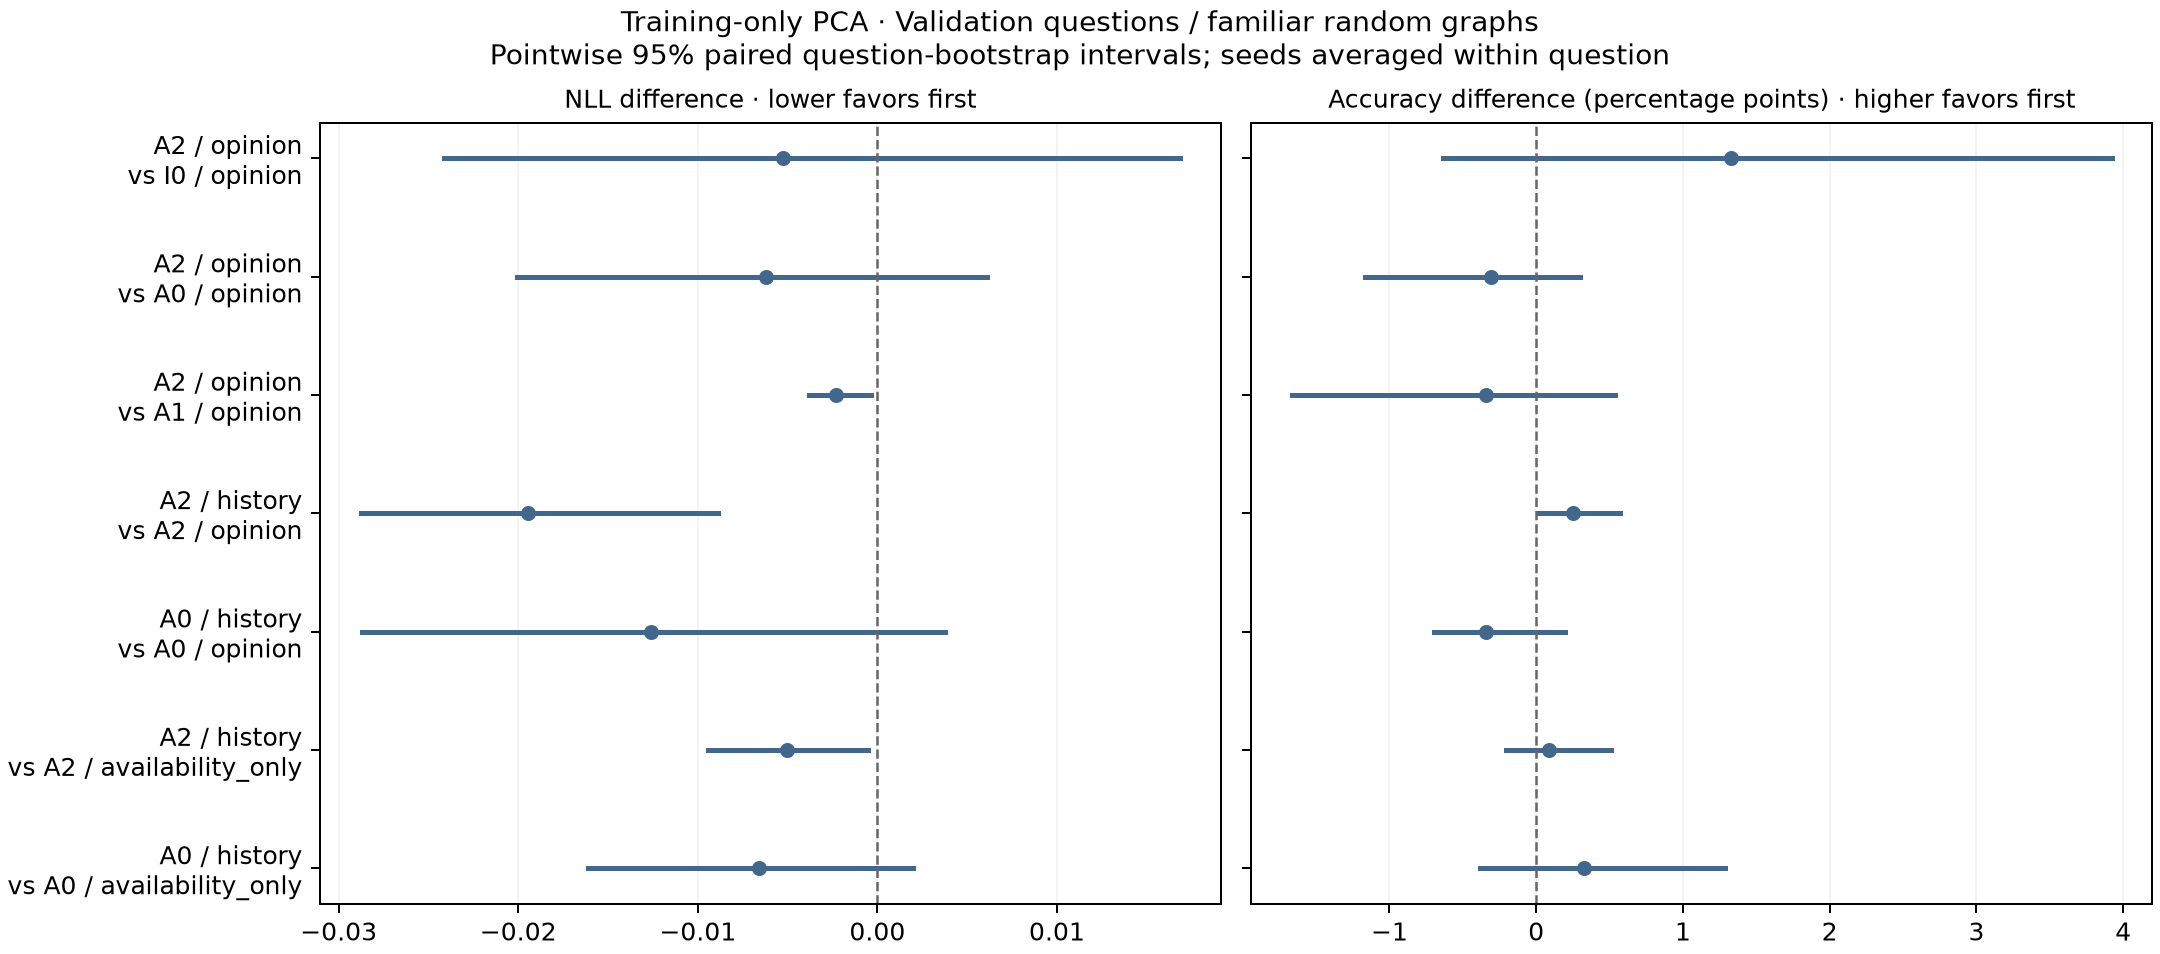 Training-only PCA · Validation questions / familiar random graphs
Pointwise 95% paired question-bootstrap intervals; seeds averaged within question
NLL difference · lower favors first
Accuracy difference (percentage points) · higher favors first
A2 / opinion
vs I0 / opinion
A2 / opinion
vs A0 / opinion
A2 / opinion
vs A1 / opinion
A2 / history
vs A2 / opinion
A0 / history
vs A0 / opinion
A2 / history
vs A2 / availability_only
A0 / history
vs A0 / availability_only
−0.03 −0.02 −0.01 0.00 0.01
−1 0 1 2 3 4